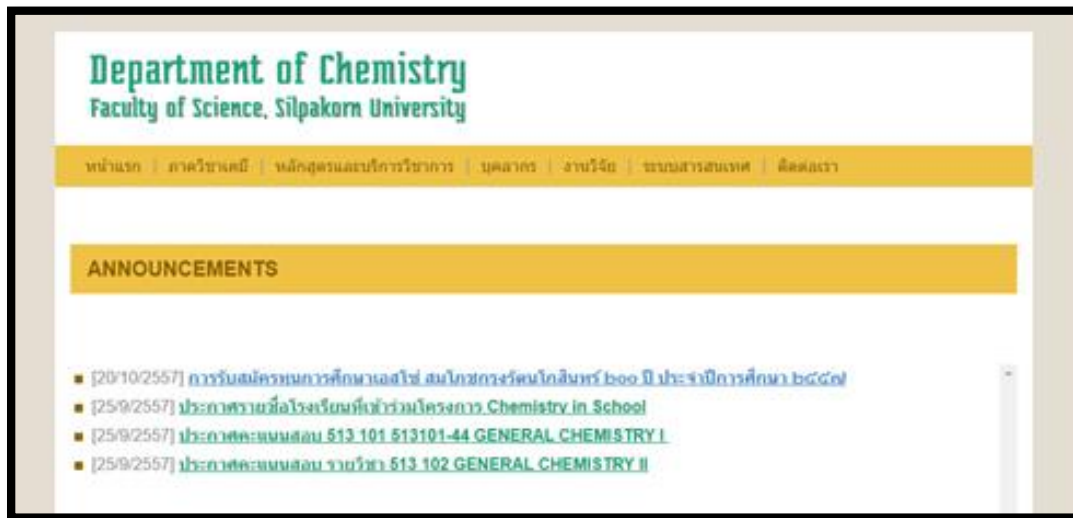 Department of Chemistry
Faculty of Science, Silpakorn University
หน้าแรก | ภาควิชาเคมี | หลักสูตรและบริการวิชาการ | บุคลากร | งานวิจัย | ระบบสารสนเทศ | ติดต่อเรา
ANNOUNCEMENTS
[20/10/2557] การรับสมัครทุนการศึกษาเอสโซ่ สมโภชกรุงรัตนโกสินทร์ ๒๐๐ ปี ประจำปีการศึกษา ๒๕๕๗
[25/9/2557] ประกาศรายชื่อโรงเรียนที่เข้าร่วมโครงการ Chemistry in School
[25/9/2557] ประกาศคะแนนสอบ 513 101 513101-44 GENERAL CHEMISTRY I
[25/9/2557] ประกาศคะแนนสอบ รายวิชา 513 102 GENERAL CHEMISTRY II